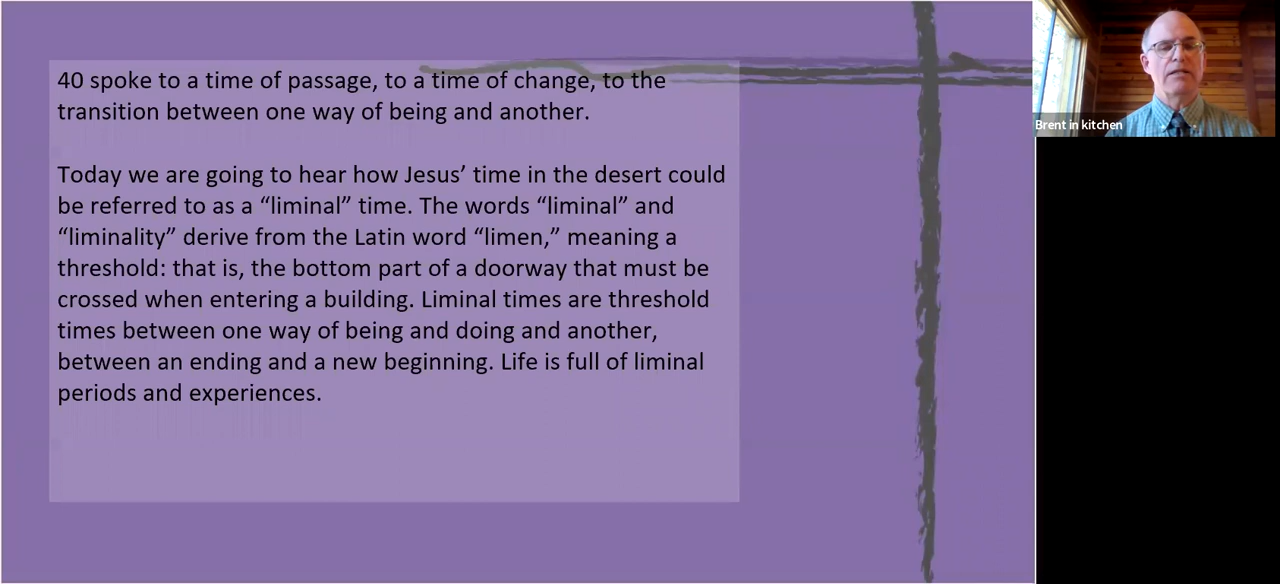 40 spoke to a time of passage, to a time of change, to the
transition between one way of being and another.
Today we are going to hear how Jesus’ time in the desert could
be referred to as a “liminal” time. The words “liminal” and
“liminality” derive from the Latin word “limen,” meaning a
threshold: that is, the bottom part of a doorway that must be
crossed when entering a building. Liminal times are threshold
times between one way of being and doing and another,
between an ending and a new beginning. Life is full of liminal
periods and experiences.
Brent in kitchen